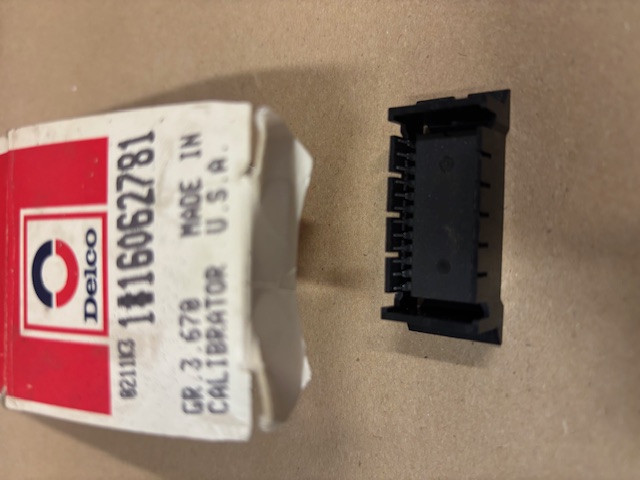 Delco
1#16062781
0211K3
GR.3.670 MADE IN
CALIBRATOR U.S.A.